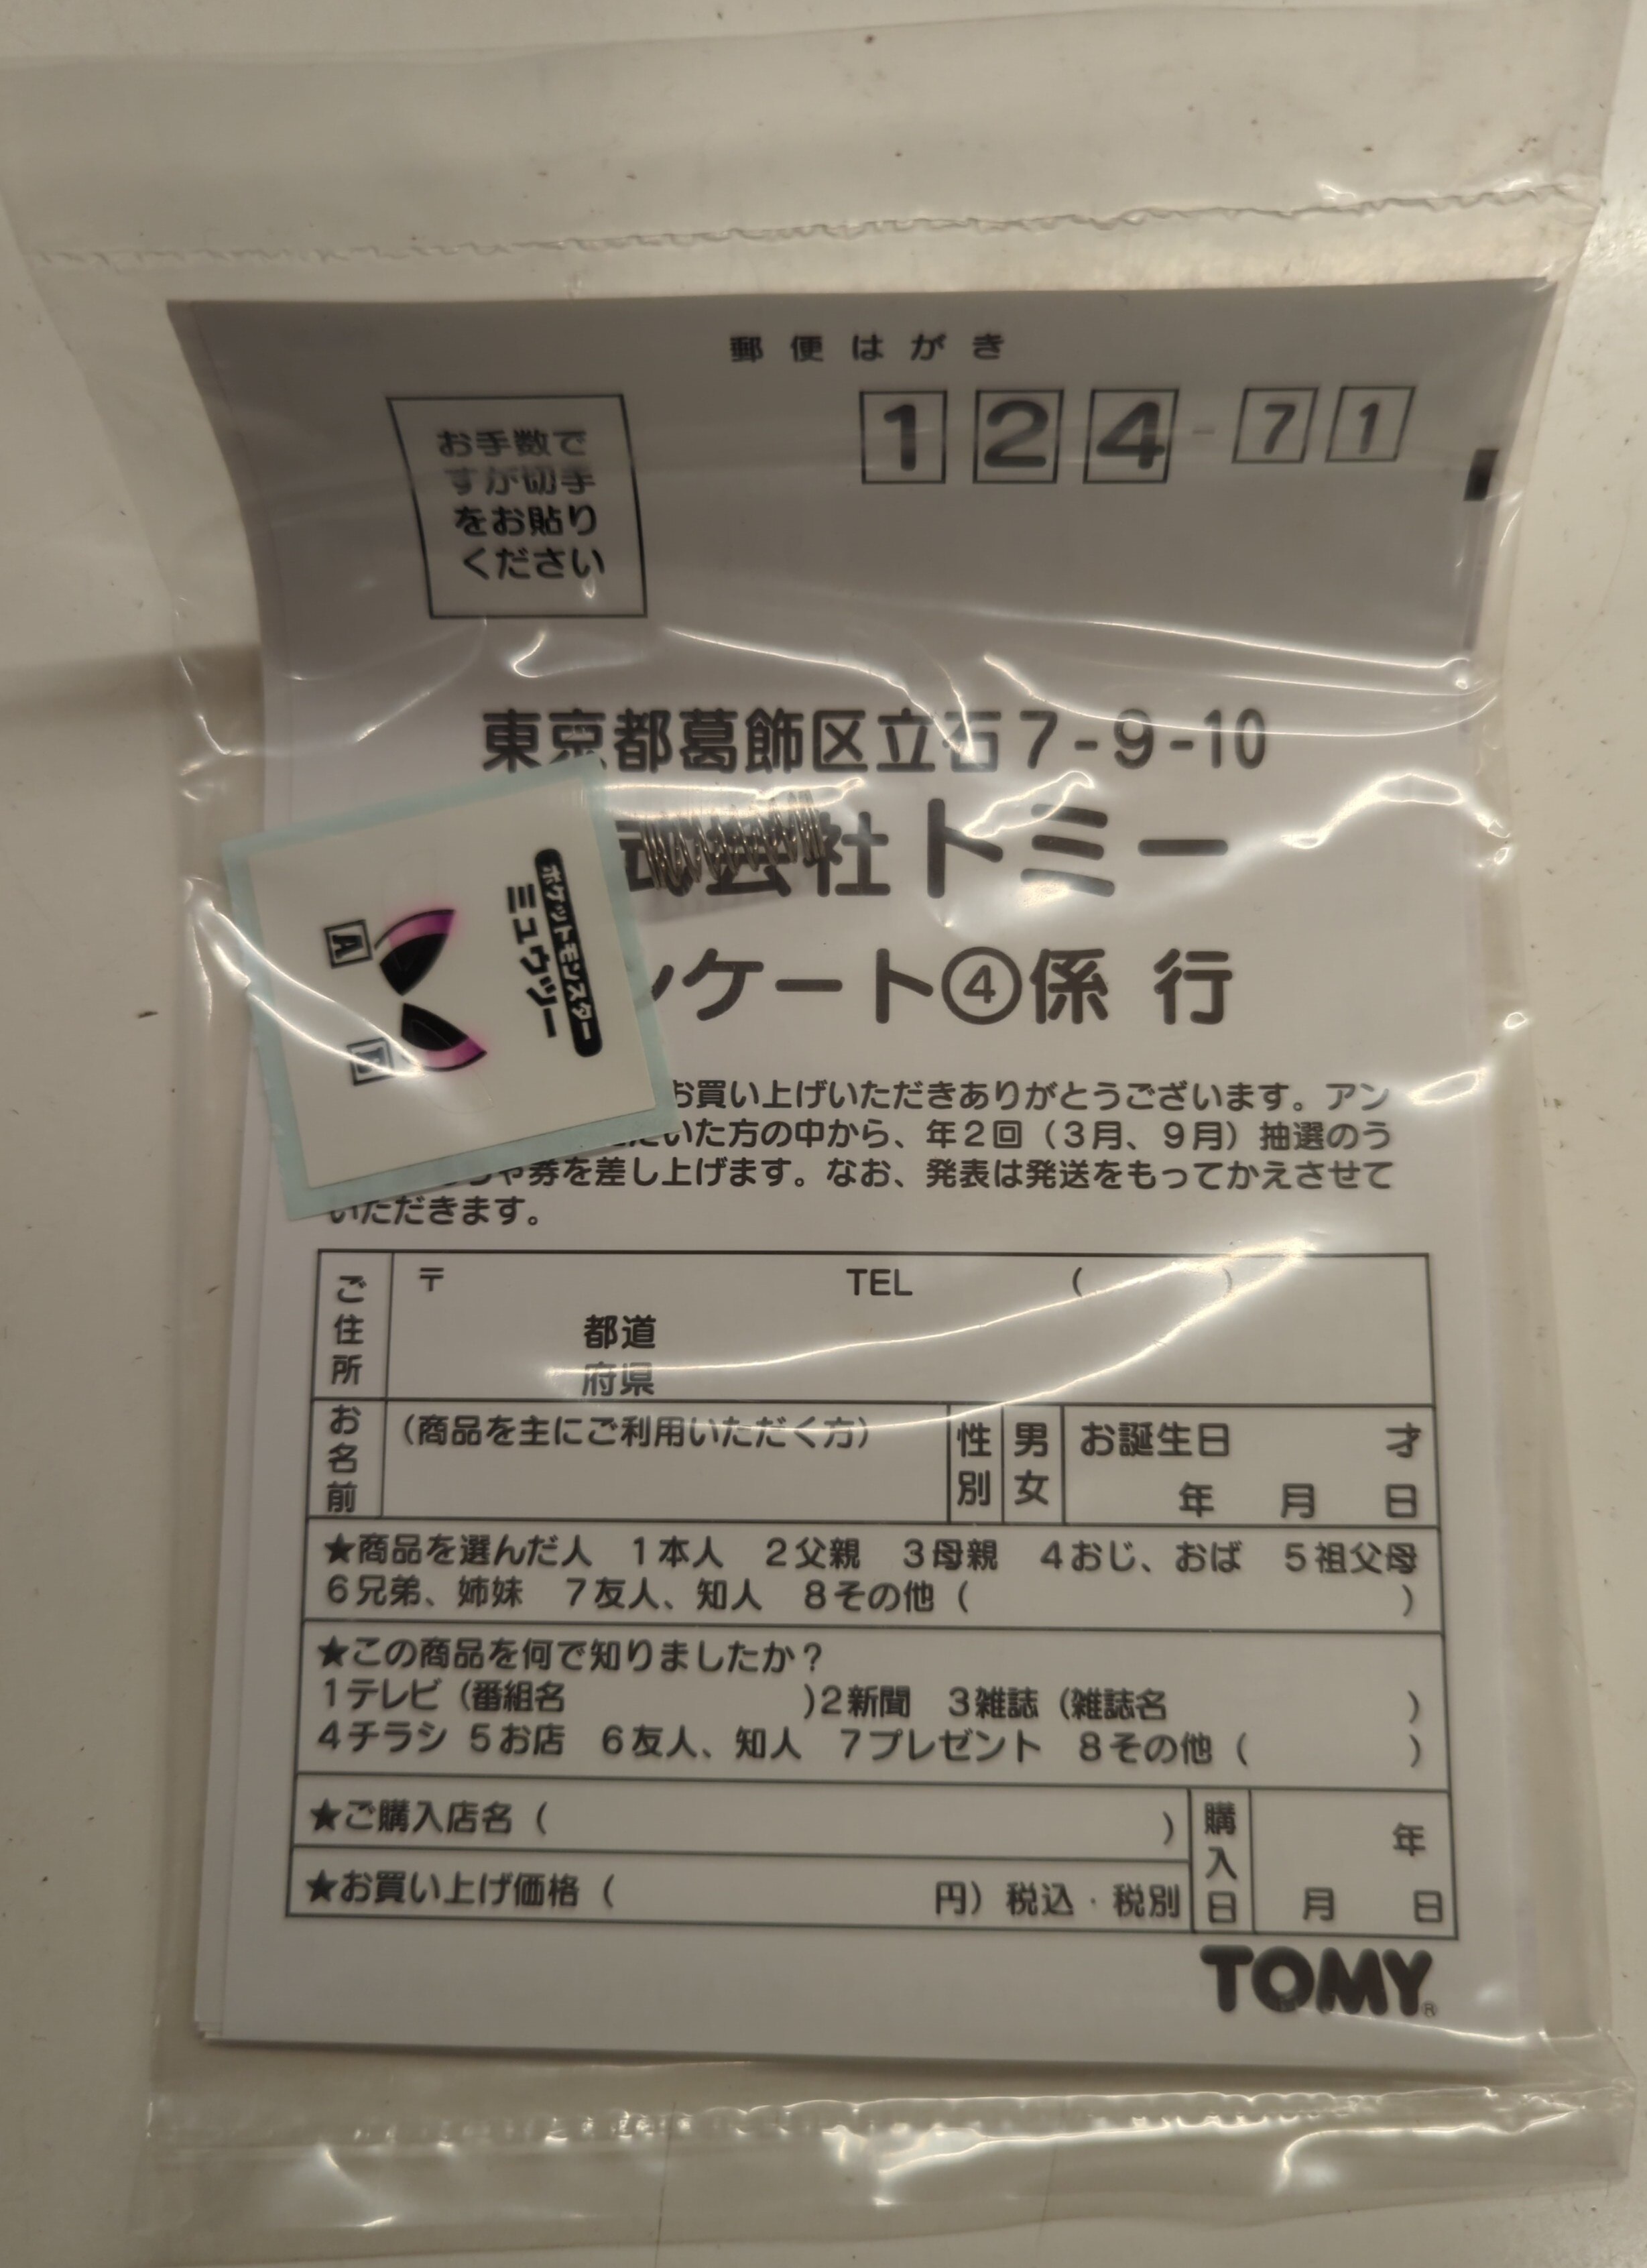 郵便はがき
お手数で
すが切手
をお貼り
ください
124-71
東京都葛飾区立石7-9-10
式会社トミー
ンケート④係 行
ポケットモンスター
ミュウツー
A
お買い上げいただきありがとうございます。アン
いた方の中から、年2回(3月、9月)抽選のう
や券を差し上げます。なお、発表は発送をもってかえさせて
いただきます。
ご住所
〒 TEL ( )
都道
府県
お名前
(商品を主にご利用いただく方)
性別
男女
お誕生日 才
年 月 日
★商品を選んだ人 1本人 2父親 3母親 4おじ、おば 5祖父母
6兄弟、姉妹 7友人、知人 8その他( )
★この商品を何で知りましたか?
1テレビ(番組名 )2新聞 3雑誌(雑誌名 )
4チラシ 5お店 6友人、知人 7プレゼント 8その他( )
★ご購入店名( )
★お買い上げ価格( 円)税込・税別
購入日
年
月 日
TOMY®